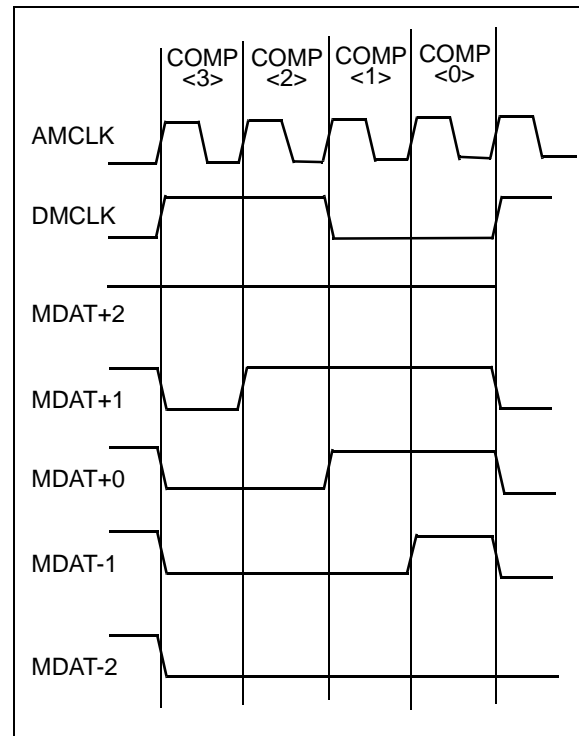 COMP COMP COMP COMP
<3> <2> <1> <0>
AMCLK
DMCLK
MDAT+2
MDAT+1
MDAT+0
MDAT-1
MDAT-2